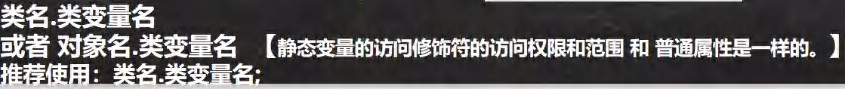 类名.类变量名
或者 对象名.类变量名 【静态变量的访问修饰符的访问权限和范围 和 普通属性是一样的。】
推荐使用：类名.类变量名;